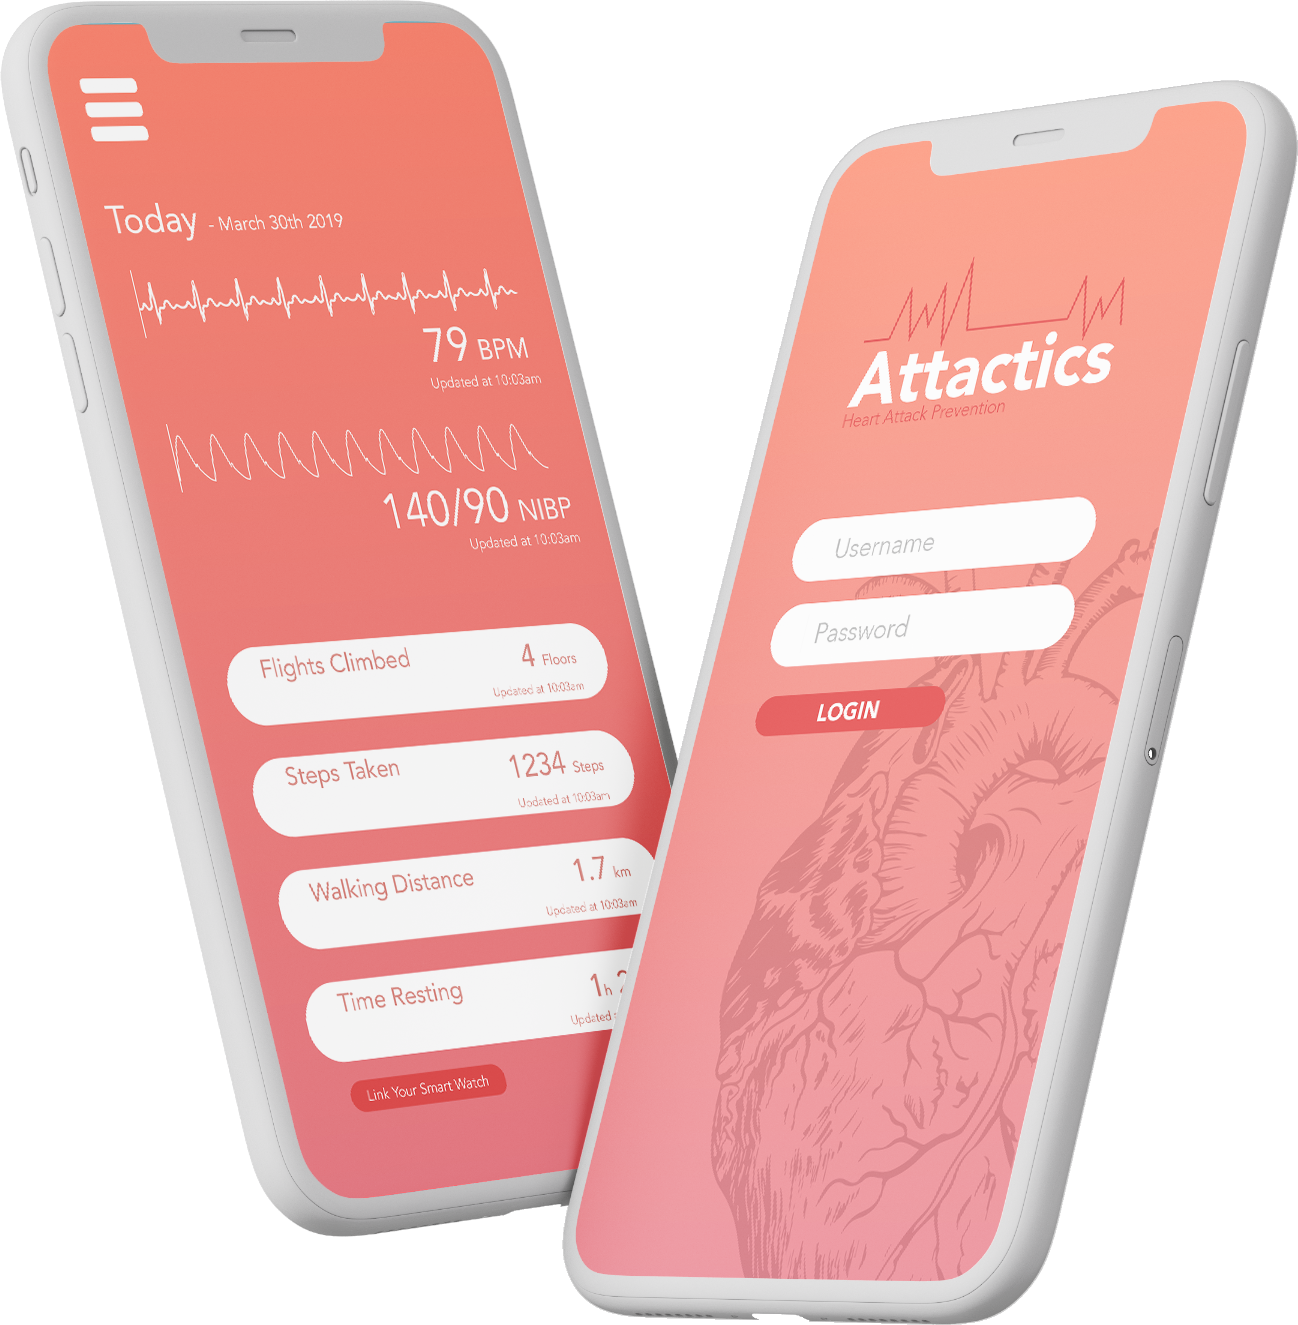 Today - March 30th 2019
79 BPM
Updated at 10:03am
140/90 NIBP
Updated at 10:03am
Flights Climbed 4 Floors
Updated at 10:03am
Steps Taken 1234 Steps
Updated at 10:03am
Walking Distance 1.7 km
Updated at 10:03am
Time Resting 1h 2
Updated
Link Your Smart Watch
Attactics
Heart Attack Prevention
Username
Password
LOGIN